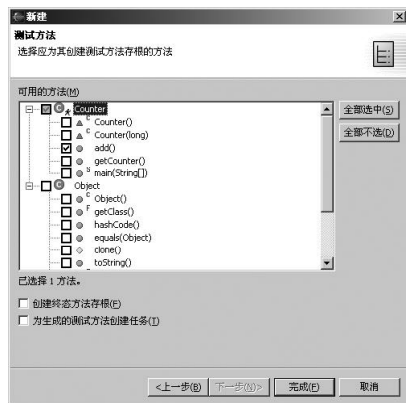 新建
测试方法
选择应为其创建测试方法存根的方法
可用的方法(M)
Counter
Counter()
Counter(long)
add()
getCounter()
main(String[])
Object
Object()
getClass()
hashCode()
equals(Object)
clone()
toString()
全部选中(S)
全部不选(D)
已选择 1 方法。
创建终态方法存根(F)
为生成的测试方法创建任务(T)
<上一步(B)
下一步(N)>
完成(F)
取消